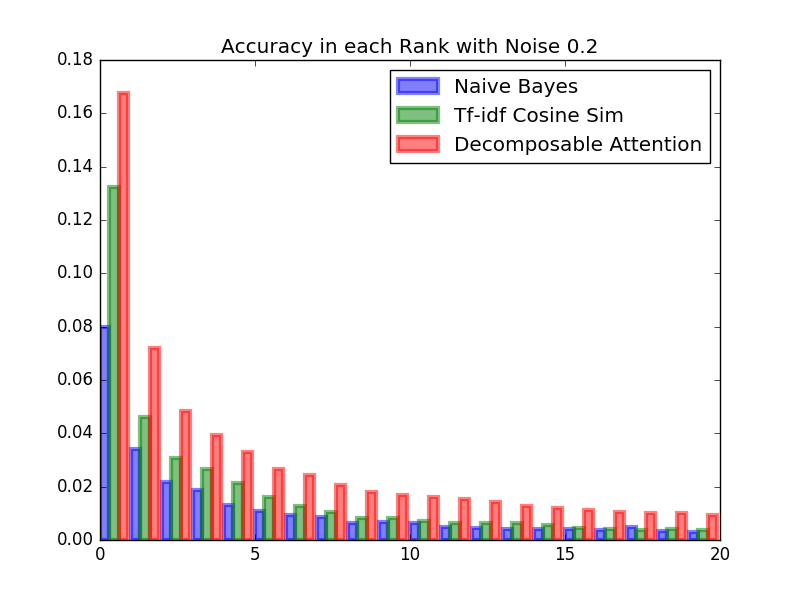 Accuracy in each Rank with Noise 0.2
0.18
Naive Bayes
0.16
Tf-idf Cosine Sim
Decomposable Attention
0.14
0.12
0.10
0.08
0.06
0.04
0.02
0.00
0 5 10 15 20